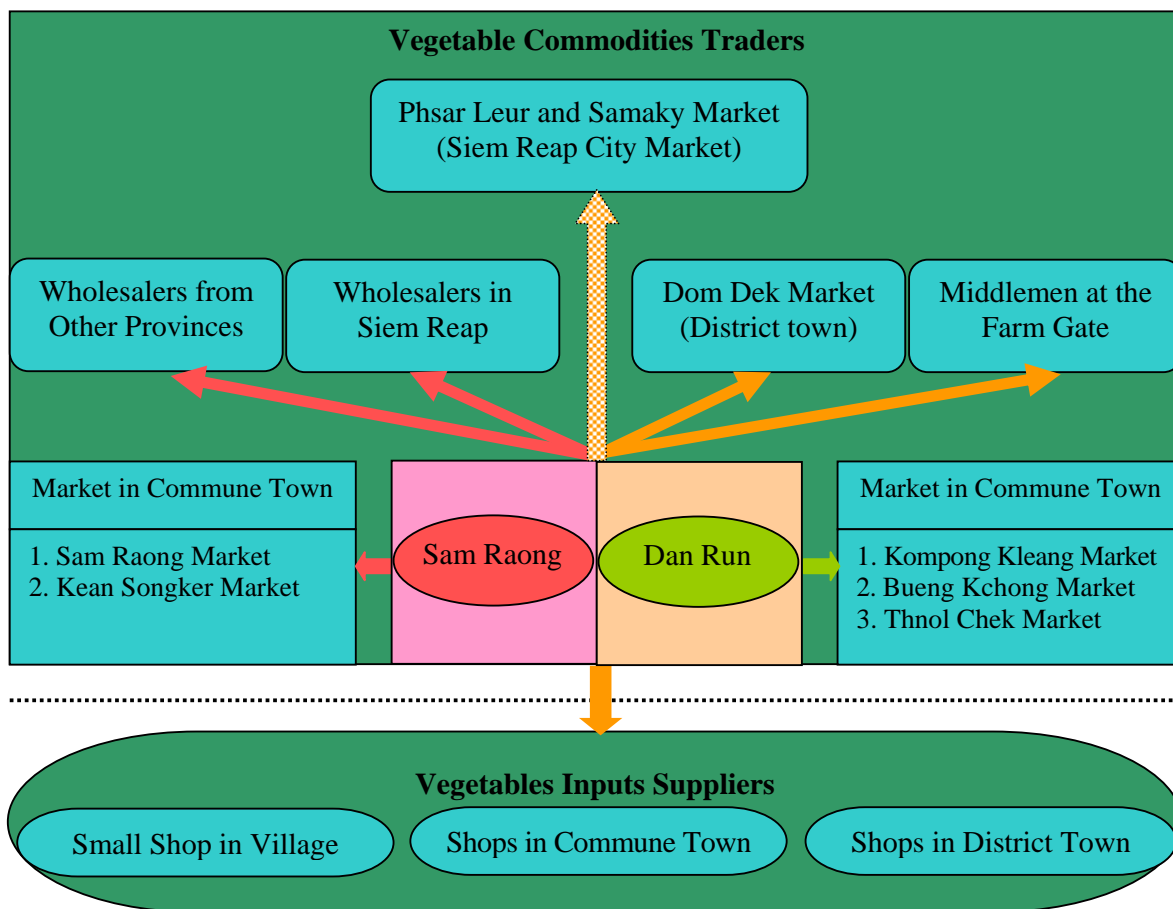 Vegetable Commodities Traders
Phsar Leur and Samaky Market
(Siem Reap City Market)
Wholesalers from
Other Provinces
Wholesalers in
Siem Reap
Dom Dek Market
(District town)
Middlemen at the
Farm Gate
Market in Commune Town
1. Sam Raong Market
2. Kean Songker Market
Sam Raong
Dan Run
Market in Commune Town
1. Kompong Kleang Market
2. Bueng Kchong Market
3. Thnol Chek Market
Vegetables Inputs Suppliers
Small Shop in Village
Shops in Commune Town
Shops in District Town